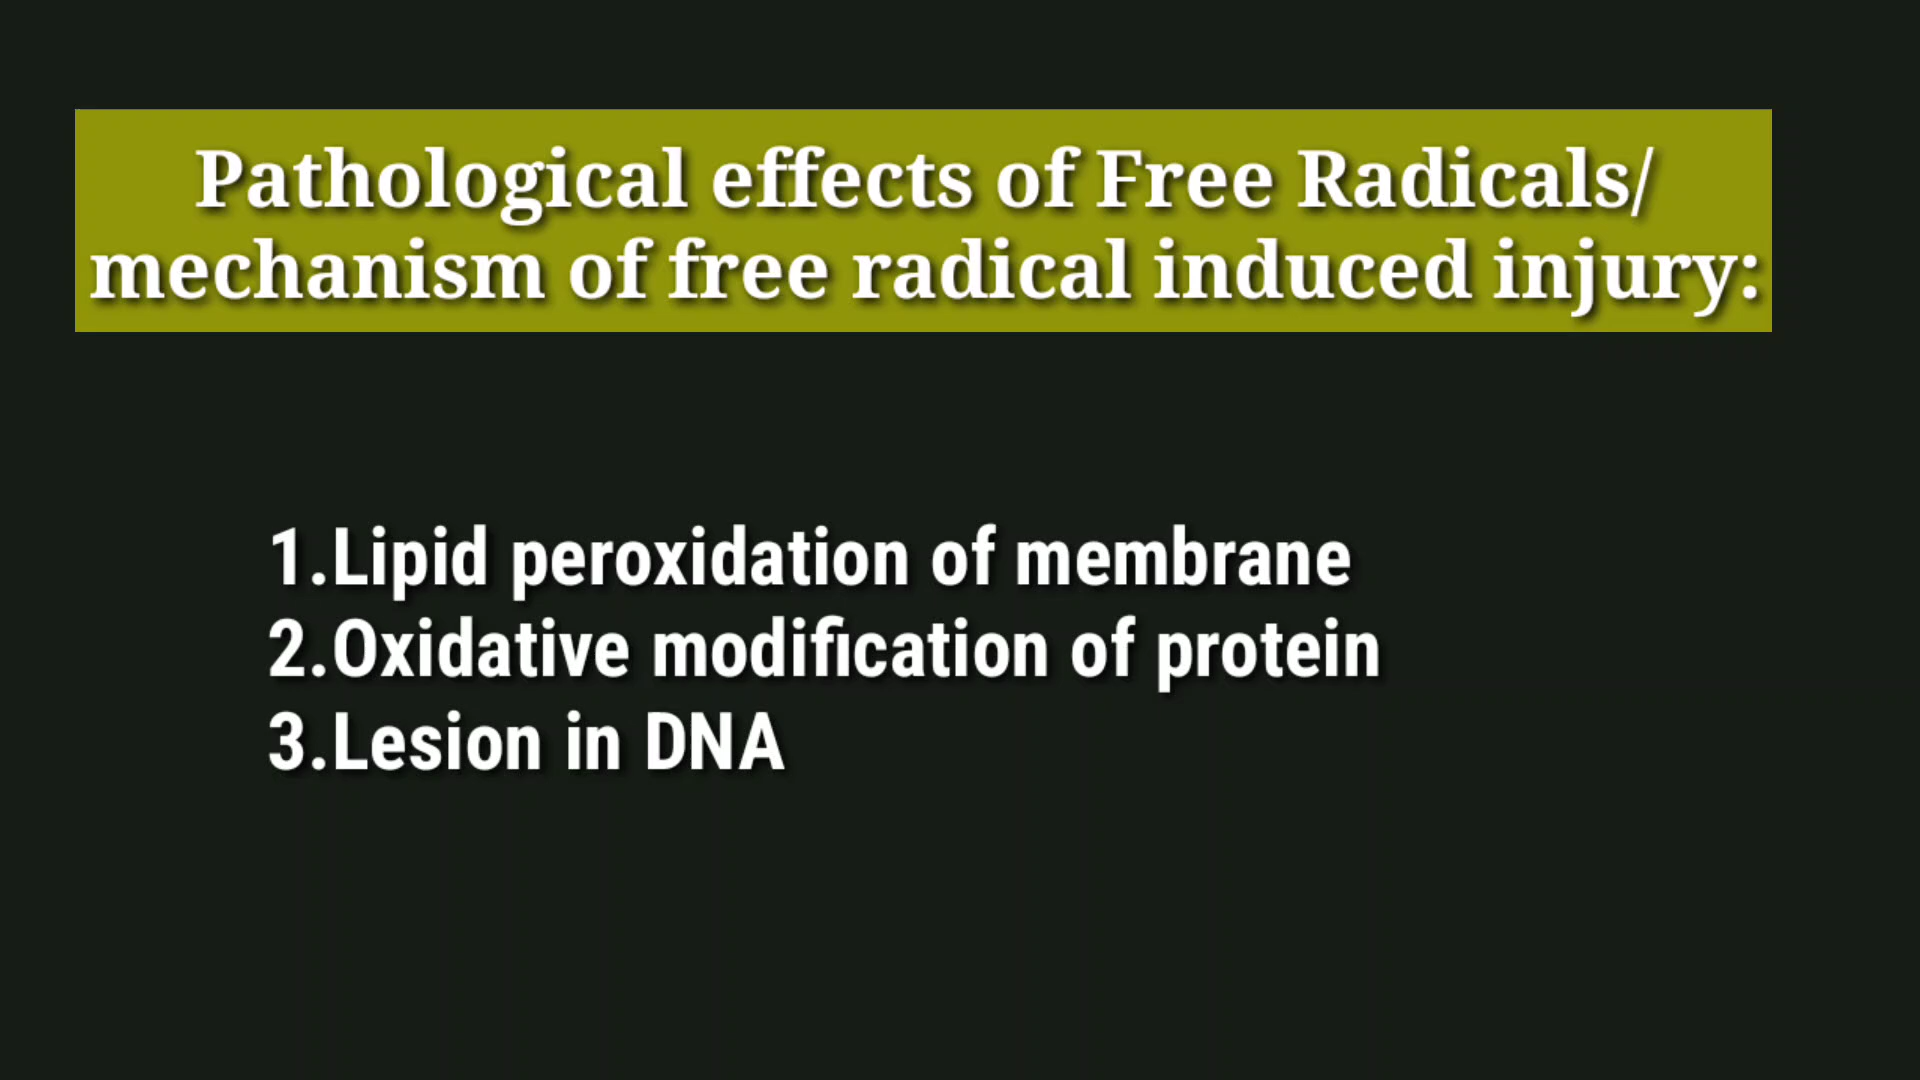 Pathological effects of Free Radicals/
mechanism of free radical induced injury:
1.Lipid peroxidation of membrane
2.Oxidative modification of protein
3.Lesion in DNA